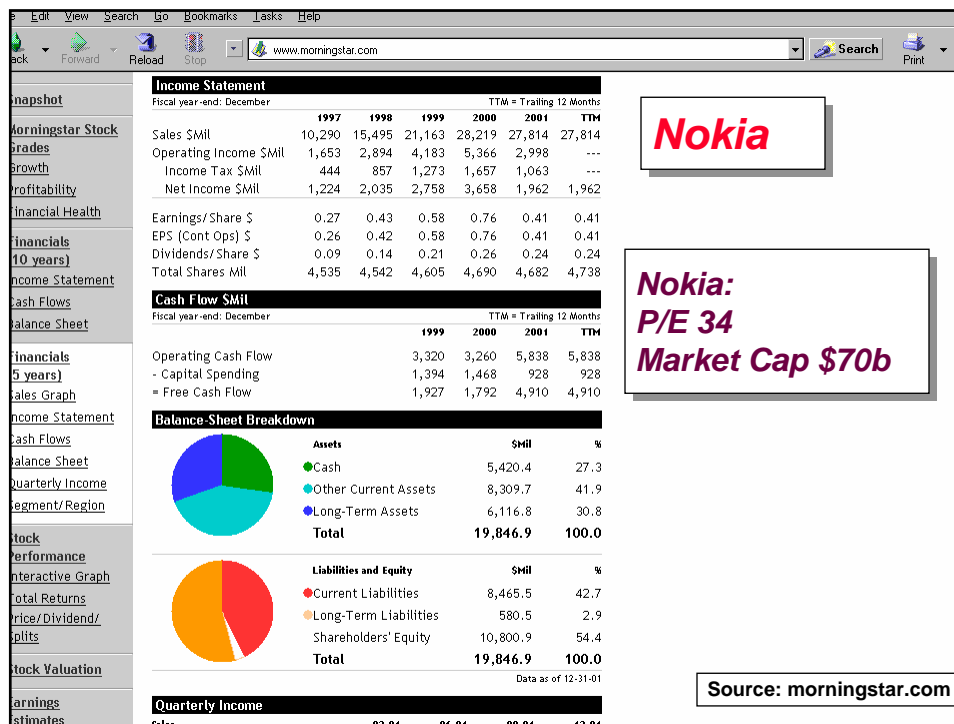 Edit View Search Go Bookmarks Tasks Help
Forward Reload Stop www.morningstar.com Search Print
Snapshot
Morningstar Stock
Grades
Growth
Profitability
Financial Health
Financials
(10 years)
Income Statement
Cash Flows
Balance Sheet
Financials
(5 years)
Sales Graph
Income Statement
Cash Flows
Balance Sheet
Quarterly Income
Segment/Region
Stock
Performance
Interactive Graph
Total Returns
Price/Dividend/
Splits
Stock Valuation
Earnings
Estimates
Income Statement
Fiscal year-end: December TTM = Trailing 12 Months
1997 1998 1999 2000 2001 TTM
Sales $Mil 10,290 15,495 21,163 28,219 27,814 27,814
Operating Income $Mil 1,653 2,894 4,183 5,366 2,998 ---
Income Tax $Mil 444 857 1,273 1,657 1,063 ---
Net Income $Mil 1,224 2,035 2,758 3,658 1,962 1,962
Earnings/Share $ 0.27 0.43 0.58 0.76 0.41 0.41
EPS (Cont Ops) $ 0.26 0.42 0.58 0.76 0.41 0.41
Dividends/Share $ 0.09 0.14 0.21 0.26 0.24 0.24
Total Shares Mil 4,535 4,542 4,605 4,690 4,682 4,738
Cash Flow $Mil
Fiscal year-end: December TTM = Trailing 12 Months
1999 2000 2001 TTM
Operating Cash Flow 3,320 3,260 5,838 5,838
- Capital Spending 1,394 1,468 928 928
= Free Cash Flow 1,927 1,792 4,910 4,910
Balance-Sheet Breakdown
Assets $Mil %
Cash 5,420.4 27.3
Other Current Assets 8,309.7 41.9
Long-Term Assets 6,116.8 30.8
Total 19,846.9 100.0
Liabilities and Equity $Mil %
Current Liabilities 8,465.5 42.7
Long-Term Liabilities 580.5 2.9
Shareholders' Equity 10,800.9 54.4
Total 19,846.9 100.0
Data as of 12-31-01
Quarterly Income
Nokia
Nokia:
P/E 34
Market Cap $70b
Source: morningstar.com